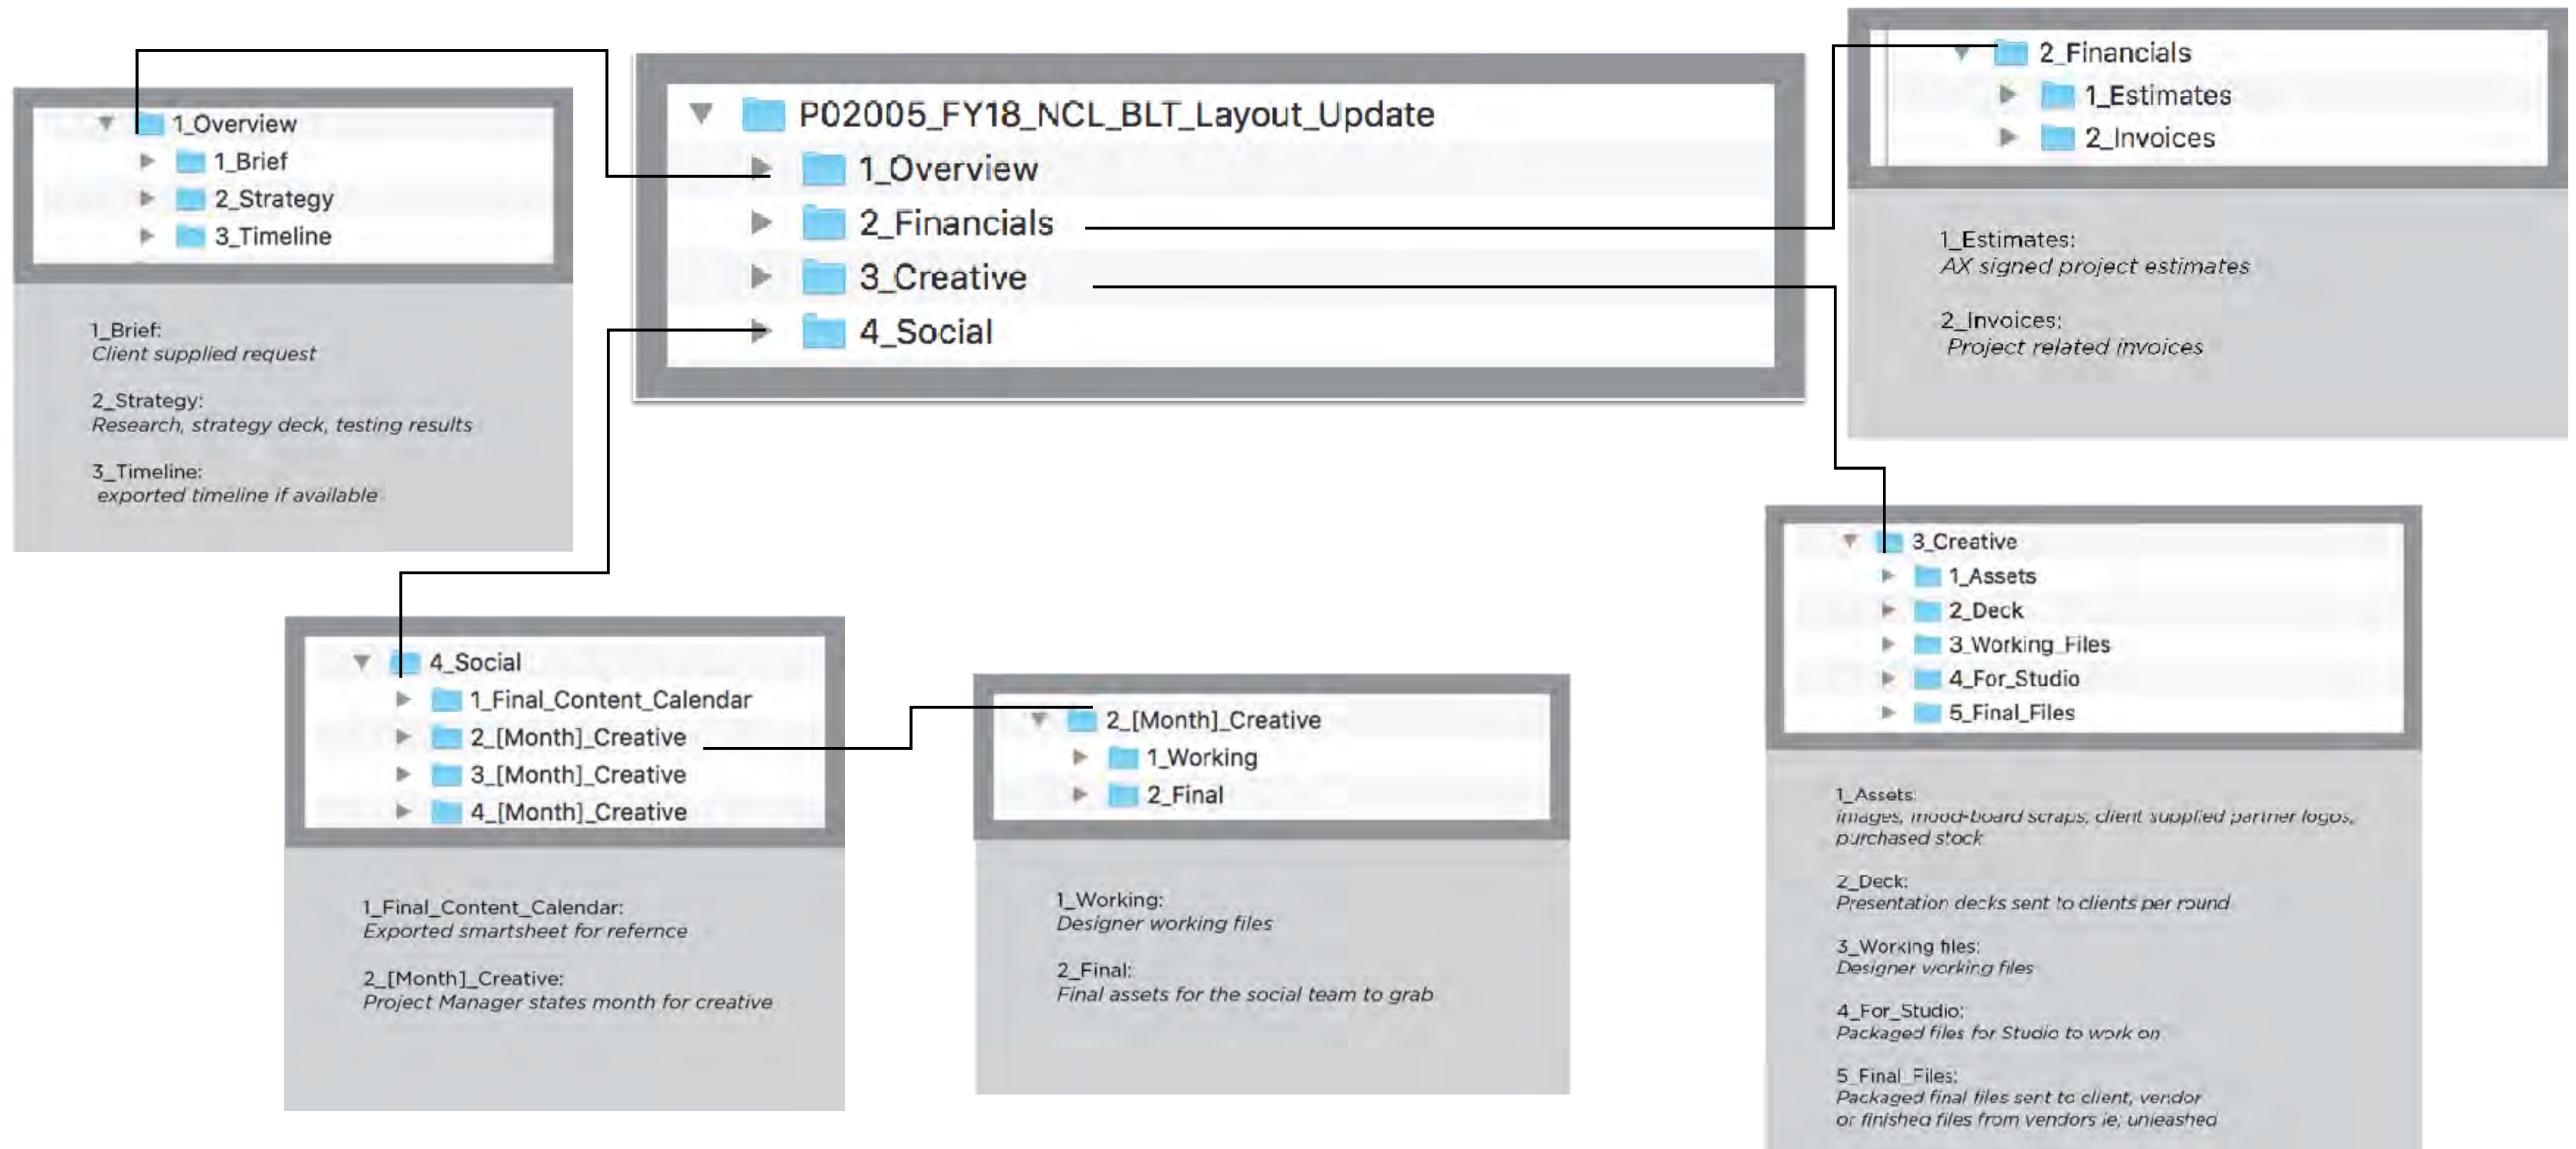 1_Overview
1_Brief
2_Strategy
3_Timeline
1_Brief:
Client supplied request
2_Strategy:
Research, strategy deck, testing results
3_Timeline:
exported timeline if available
P02005_FY18_NCL_BLT_Layout_Update
1_Overview
2_Financials
3_Creative
4_Social
2_Financials
1_Estimates
2_Invoices
1_Estimates:
AX signed project estimates
2_Invoices:
Project related invoices
4_Social
1_Final_Content_Calendar
2_[Month]_Creative
3_[Month]_Creative
4_[Month]_Creative
1_Final_Content_Calendar:
Exported smartsheet for refernce
2_[Month]_Creative:
Project Manager states month for creative
2_[Month]_Creative
1_Working
2_Final
1_Working:
Designer working files
2_Final:
Final assets for the social team to grab
3_Creative
1_Assets
2_Deck
3_Working_Files
4_For_Studio
5_Final_Files
1_Assets:
images, mood-board scraps, client supplied partner logos,
purchased stock
2_Deck:
Presentation decks sent to clients per round
3_Working files:
Designer working files
4_For_Studio:
Packaged files for Studio to work on
5_Final_Files:
Packaged final files sent to client, vendor
or finished files from vendors ie; unleashed